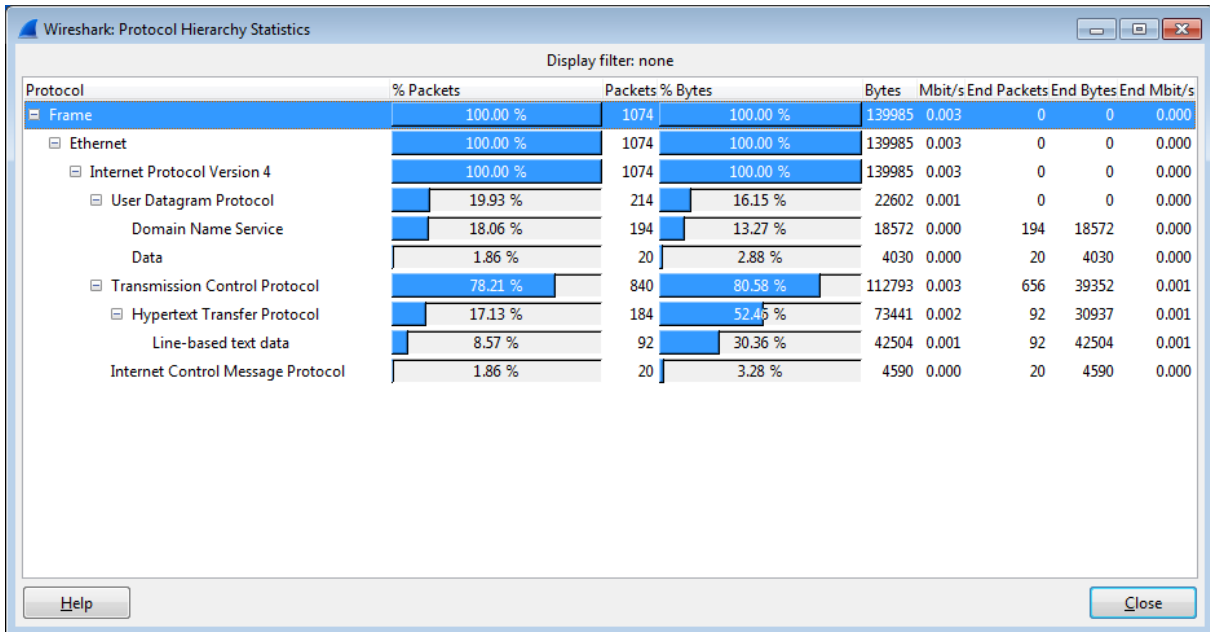 Wireshark: Protocol Hierarchy Statistics
Display filter: none
Protocol % Packets Packets % Bytes Bytes Mbit/s End Packets End Bytes End Mbit/s
Frame 100.00 % 1074 100.00 % 139985 0.003 0 0 0.000
Ethernet 100.00 % 1074 100.00 % 139985 0.003 0 0 0.000
Internet Protocol Version 4 100.00 % 1074 100.00 % 139985 0.003 0 0 0.000
User Datagram Protocol 19.93 % 214 16.15 % 22602 0.001 0 0 0.000
Domain Name Service 18.06 % 194 13.27 % 18572 0.000 194 18572 0.000
Data 1.86 % 20 2.88 % 4030 0.000 20 4030 0.000
Transmission Control Protocol 78.21 % 840 80.58 % 112793 0.003 656 39352 0.001
Hypertext Transfer Protocol 17.13 % 184 52.46 % 73441 0.002 92 30937 0.001
Line-based text data 8.57 % 92 30.36 % 42504 0.001 92 42504 0.001
Internet Control Message Protocol 1.86 % 20 3.28 % 4590 0.000 20 4590 0.000
Help Close